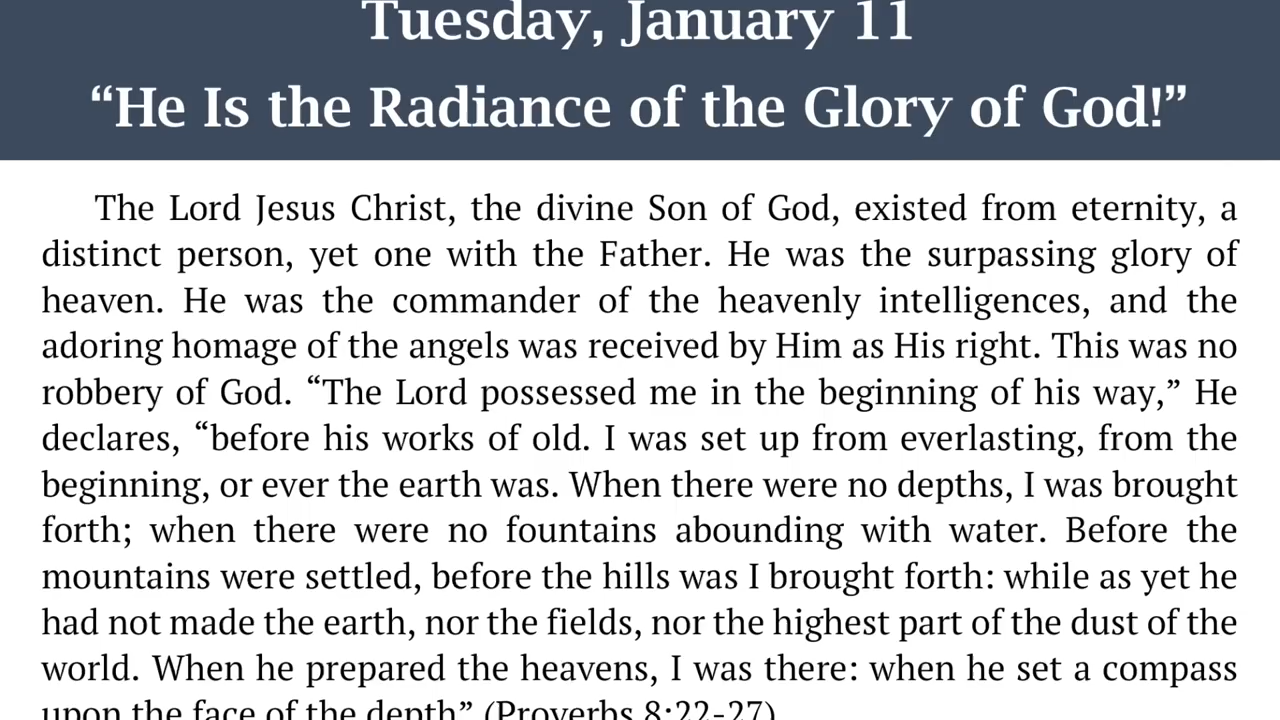 Tuesday, January 11
“He Is the Radiance of the Glory of God!”
The Lord Jesus Christ, the divine Son of God, existed from eternity, a
distinct person, yet one with the Father. He was the surpassing glory of
heaven. He was the commander of the heavenly intelligences, and the
adoring homage of the angels was received by Him as His right. This was no
robbery of God. “The Lord possessed me in the beginning of his way,” He
declares, “before his works of old. I was set up from everlasting, from the
beginning, or ever the earth was. When there were no depths, I was brought
forth; when there were no fountains abounding with water. Before the
mountains were settled, before the hills was I brought forth: while as yet he
had not made the earth, nor the fields, nor the highest part of the dust of the
world. When he prepared the heavens, I was there: when he set a compass
upon the face of the depth” (Proverbs 8:22-27).